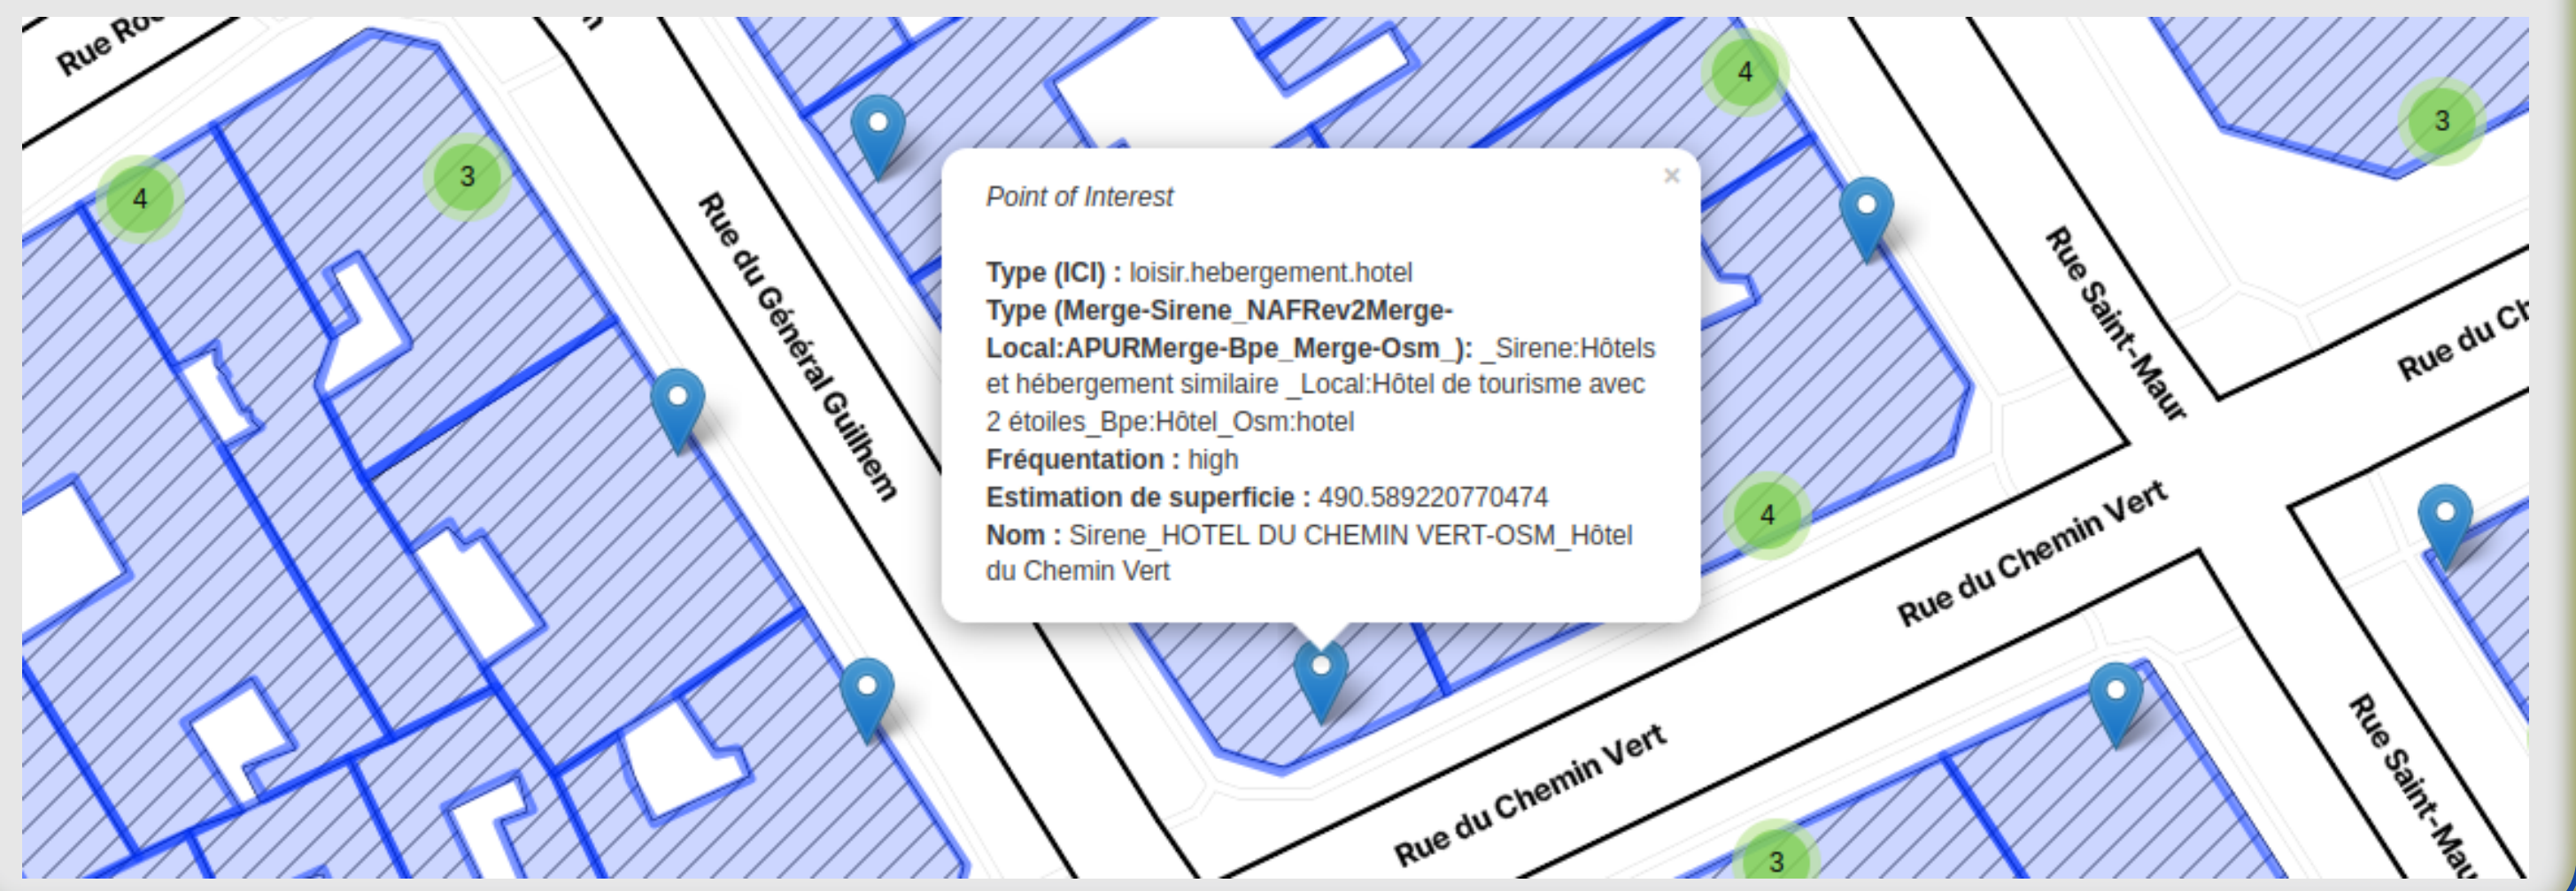 Rue
4
3
4
3
×
Point of Interest
Type (ICI) : loisir.hebergement.hotel
Type (Merge-Sirene_NAFRev2Merge-
Local:APURMerge-Bpe_Merge-Osm_): _Sirene:Hôtels
et hébergement similaire _Local:Hôtel de tourisme avec
2 étoiles_Bpe:Hôtel_Osm:hotel
Fréquentation : high
Estimation de superficie : 490.589220770474
Nom : Sirene_HOTEL DU CHEMIN VERT-OSM_Hôtel
du Chemin Vert
Rue du Général Guilhem
Rue Saint-Maur
Rue du Ch
4
Rue du Chemin Vert
Rue du Chemin Vert
Rue Saint-Mau
3